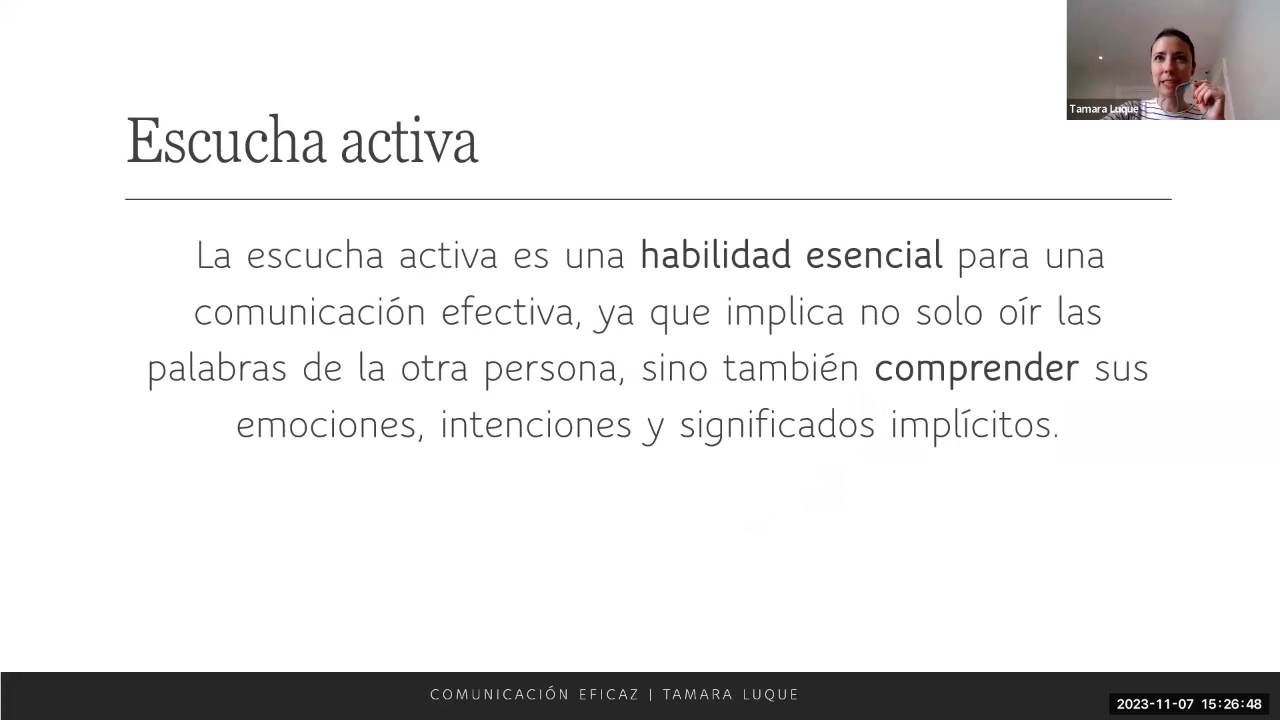 Tamara Luque
Escucha activa
La escucha activa es una habilidad esencial para una
comunicación efectiva, ya que implica no solo oír las
palabras de la otra persona, sino también comprender sus
emociones, intenciones y significados implícitos.
COMUNICACIÓN EFICAZ | TAMARA LUQUE
2023-11-07 15:26:48